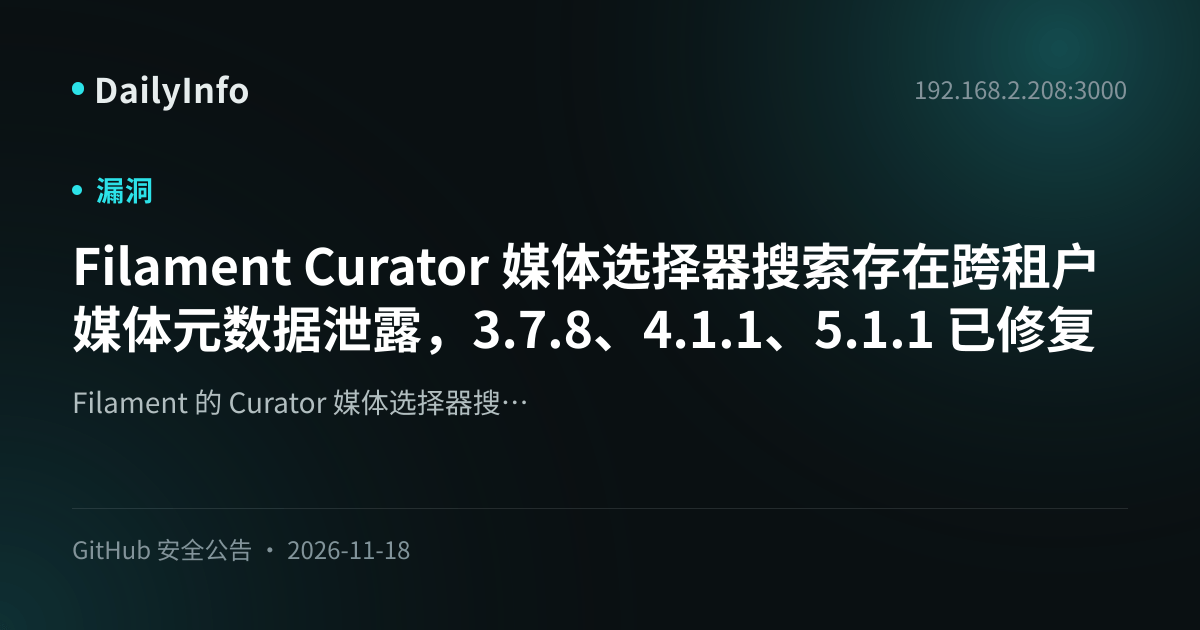 DailyInfo
192.168.2.208:3000
漏洞
Filament Curator 媒体选择器搜索存在跨租户
媒体元数据泄露，3.7.8、4.1.1、5.1.1 已修复
Filament 的 Curator 媒体选择器搜…
GitHub 安全公告 · 2026-11-18